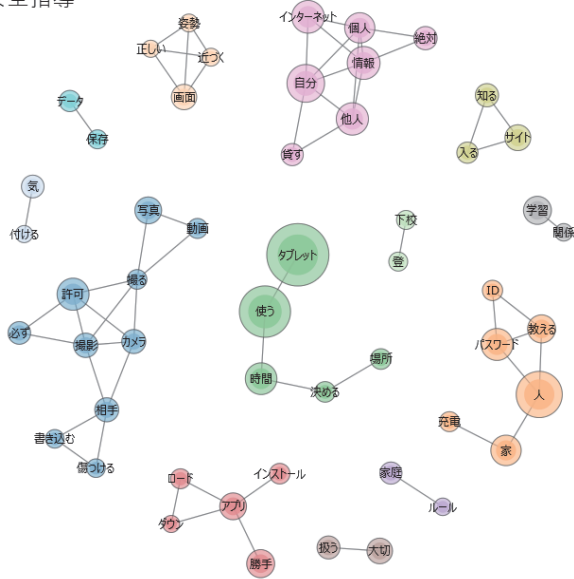 姿勢
正しい
近づく
画面
インターネット
個人
絶対
情報
自分
他人
貸す
データ
保存
知る
サイト
入る
気
付ける
写真
動画
撮る
許可
必ず
撮影
カメラ
相手
書き込む
傷つける
タブレット
使う
時間
決める
場所
下校
登
学習
関係
ID
教える
パスワード
人
充電
家
ロード
インストール
アプリ
ダウン
勝手
家庭
ルール
扱う
大切